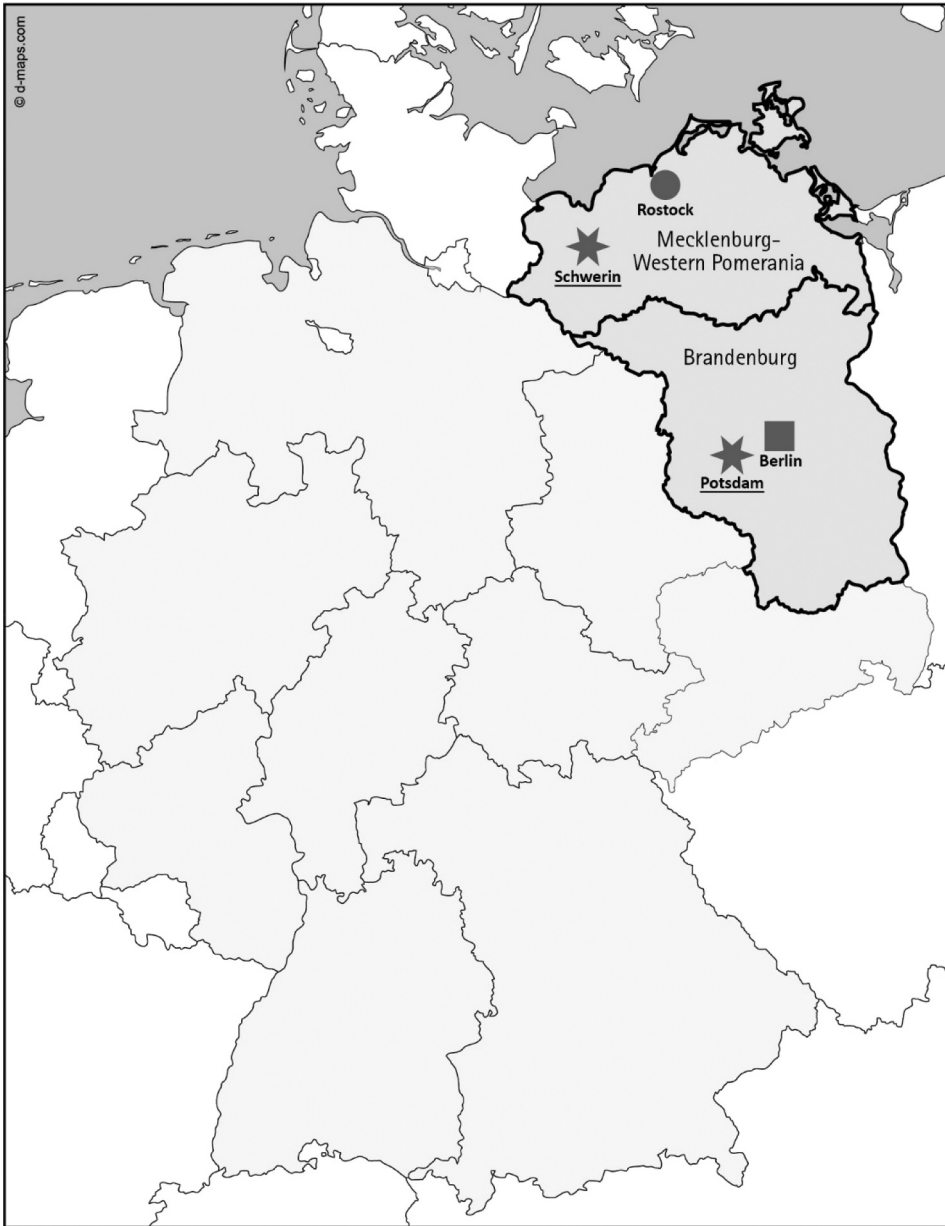 © d-maps.com
Rostock
Mecklenburg-
Western Pomerania
Schwerin
Brandenburg
Berlin
Potsdam